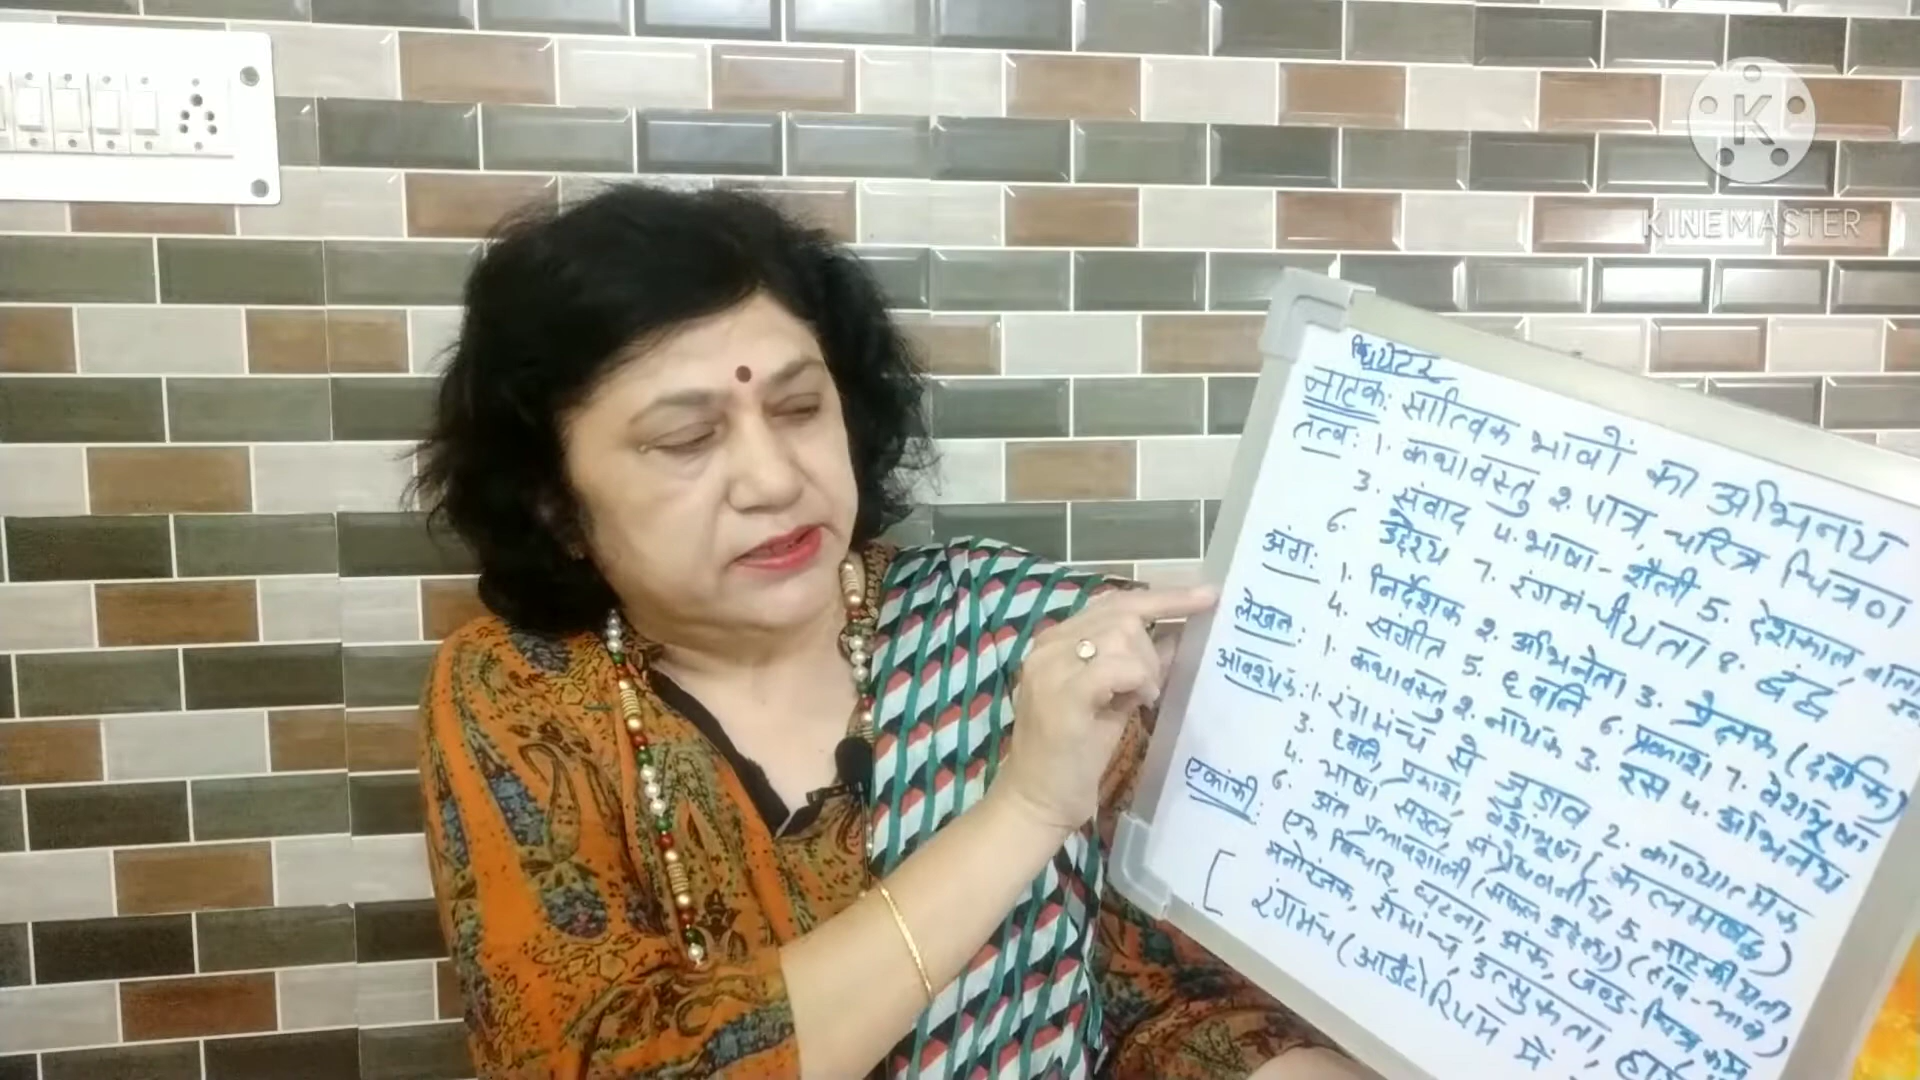 K
KINEMASTER
थियेटर
नाटक: सात्विक भावों का अभिनय
तत्व: 1. कथावस्तु 2. पात्र, चरित्र चित्रण
3. संवाद 4. भाषा-शैली 5. देशकाल, वाता
6. उद्देश्य 7. रंगमंचीयता 8. द्वंद्व
अंग: 1. निर्देशक 2. अभिनेता 3. प्रेक्षक (दर्शक)
4. संगीत 5. ध्वनि 6. प्रकाश 7. वेशभूषा
लेखन: 1. कथावस्तु 2. नायक 3. रस 4. अभिनय
आवश्यक: 1. रंगमंच से जुडाव 2. काव्यात्मक
3. ध्वनि, प्रकाश, वेशभूषा (कलमबद्ध)
4. भाषा सरल, संप्रेषनीय 5. नाटकीयता
6. अंत प्रभावशाली (सफल उद्देश्य) (हाव-भाव)
एकांकी: एक विचार, घटना, अंक,
मनोरंजक, रोमांच, उत्सुकता,
[ रंगमंच (आडिटोरियम में